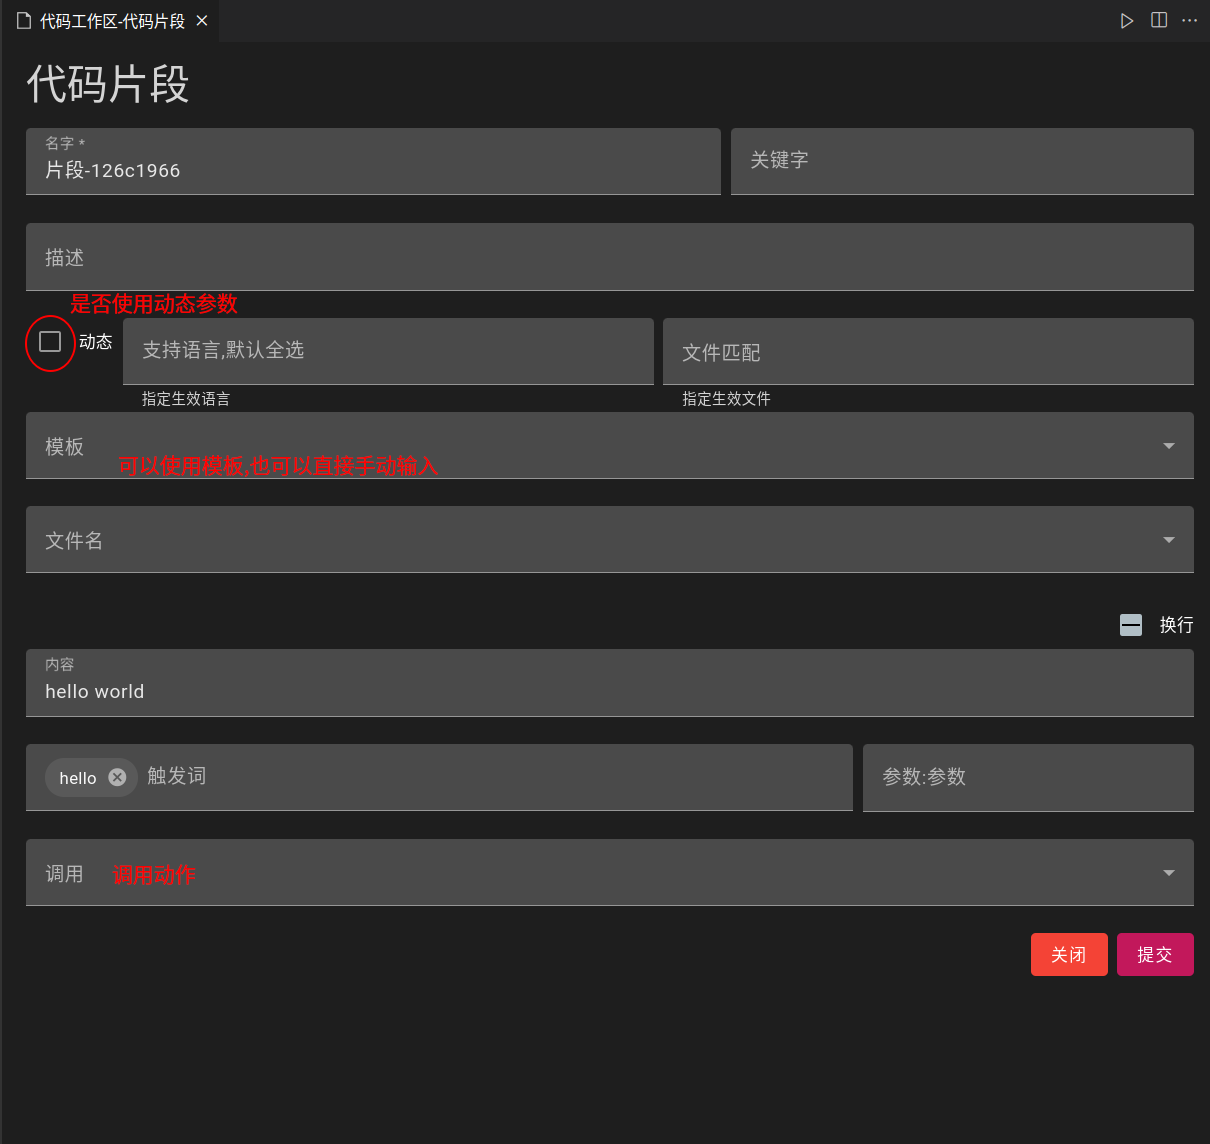 代码工作区-代码片段
代码片段
名字 *
片段-126c1966
关键字
描述
是否使用动态参数
动态
支持语言,默认全选
文件匹配
指定生效语言
指定生效文件
模板
可以使用模板,也可以直接手动输入
文件名
换行
内容
hello world
hello
触发词
参数:参数
调用
调用动作
关闭
提交